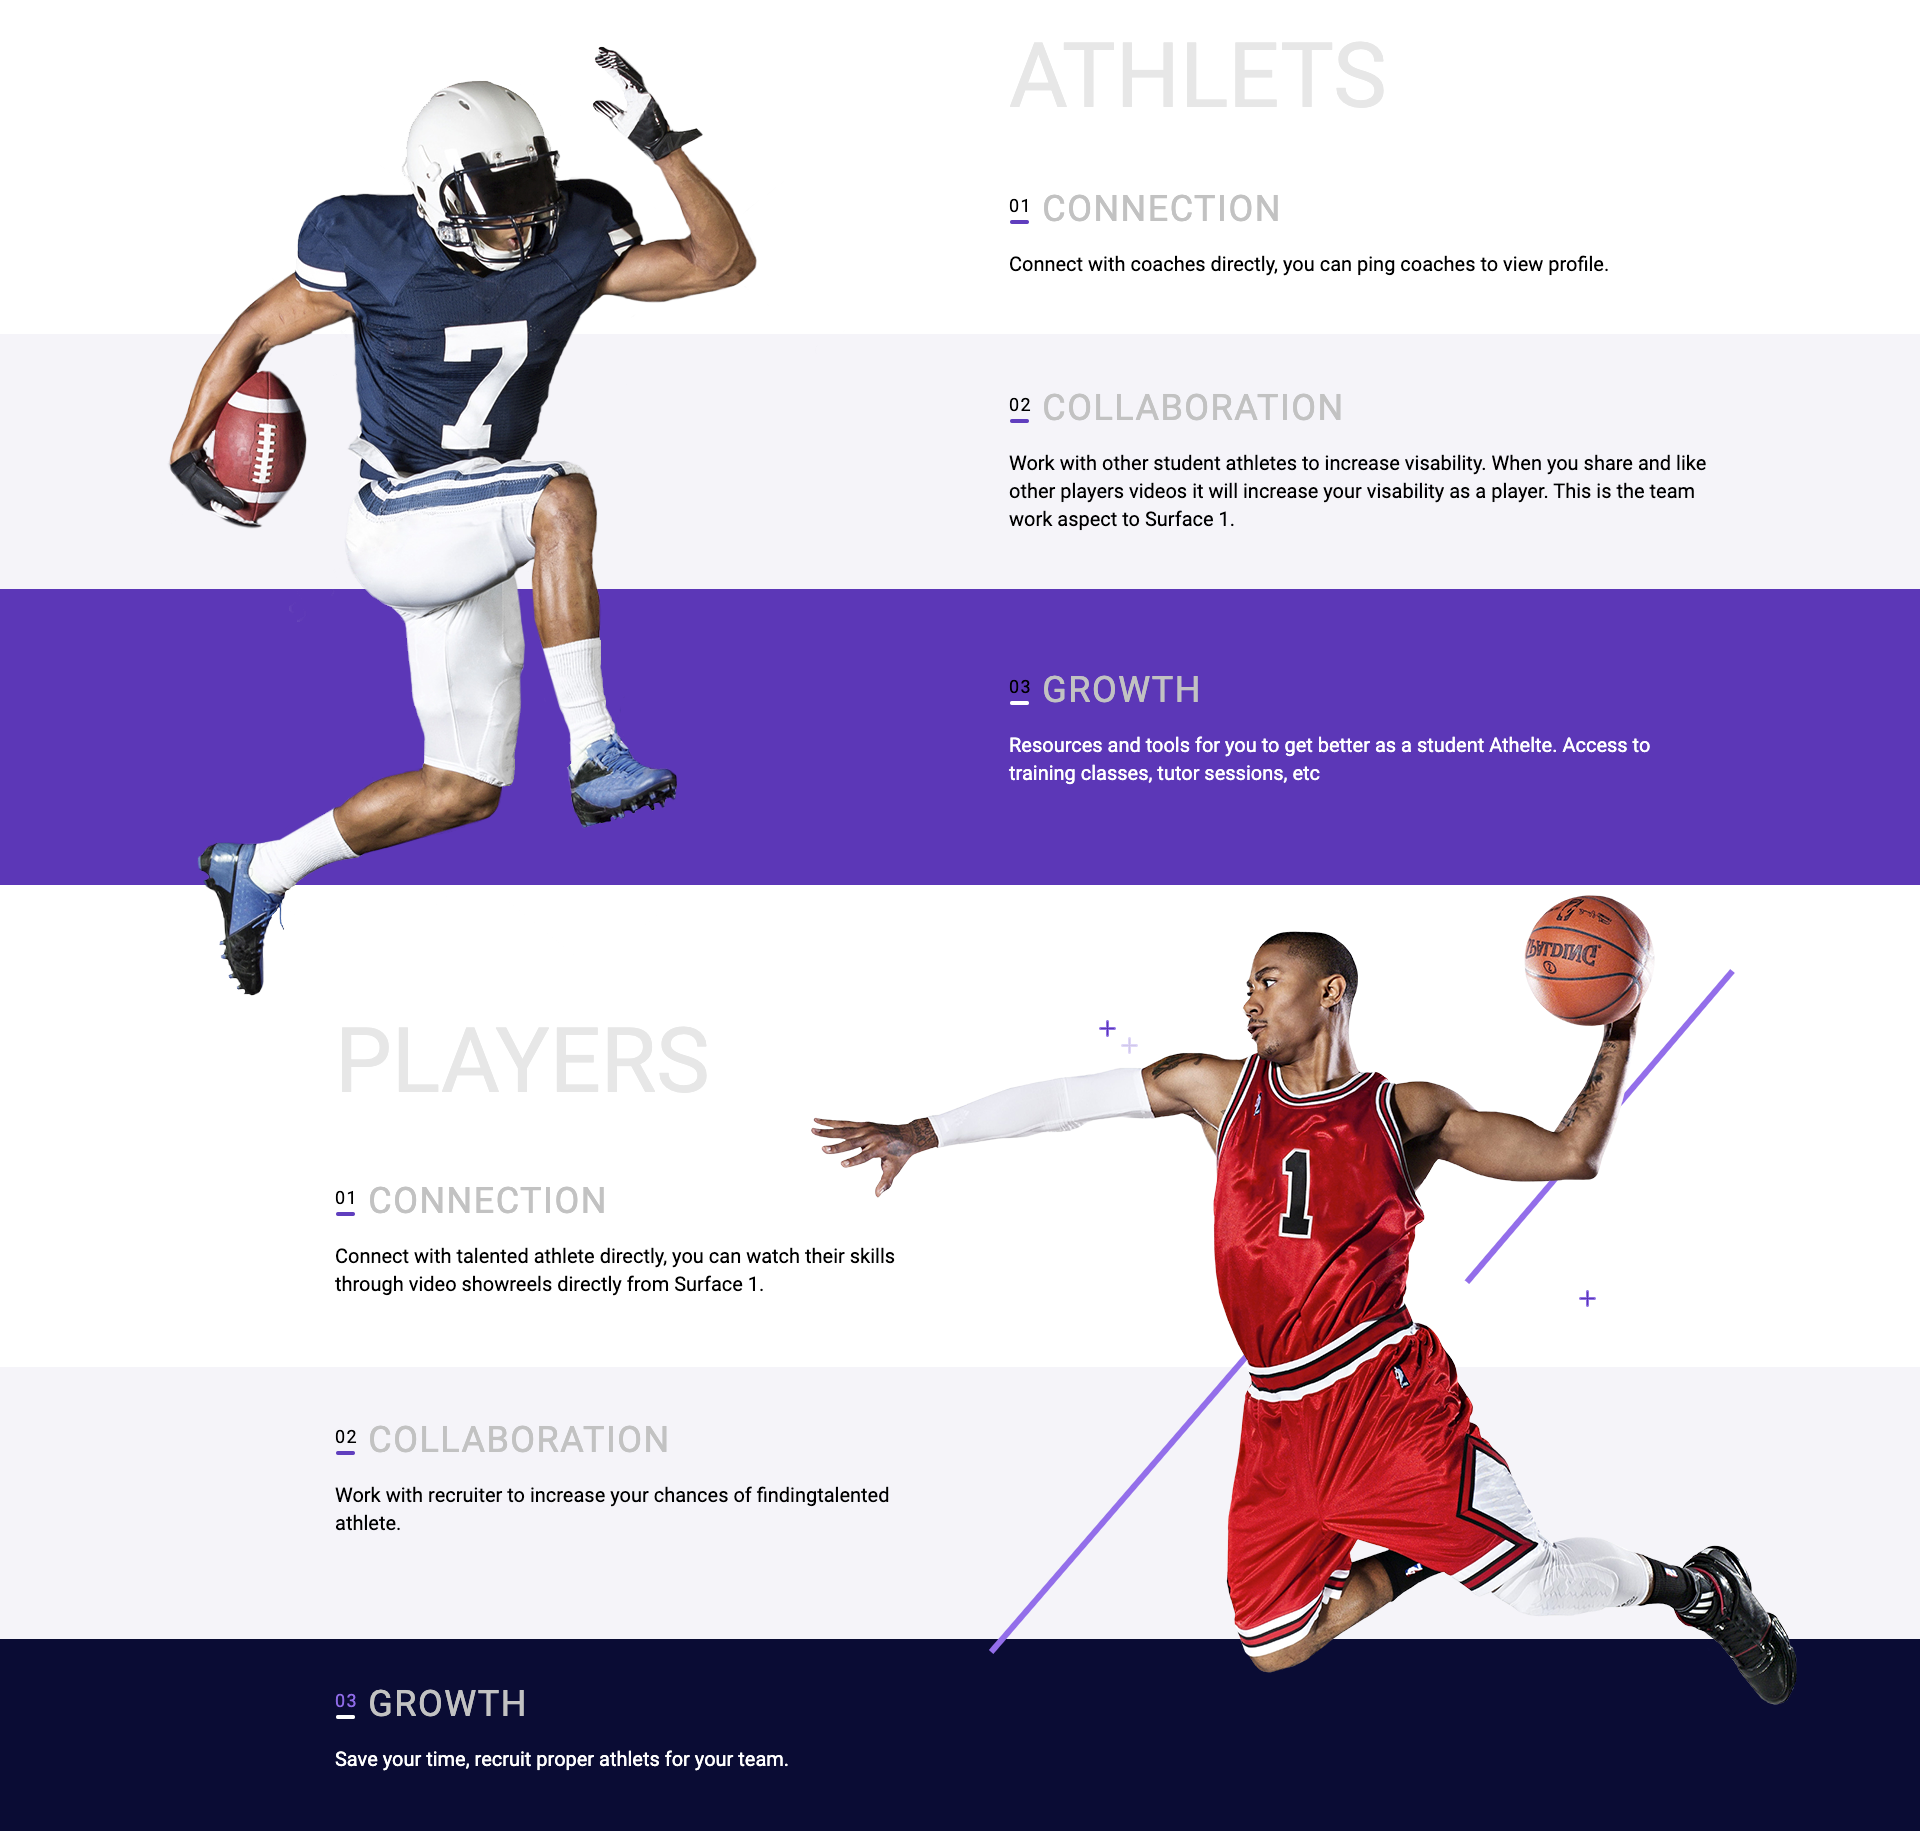 ATHLETS
01 CONNECTION
Connect with coaches directly, you can ping coaches to view profile.
7
02 COLLABORATION
Work with other student athletes to increase visability. When you share and like
other players videos it will increase your visability as a player. This is the team
work aspect to Surface 1.
03 GROWTH
Resources and tools for you to get better as a student Athelte. Access to
training classes, tutor sessions, etc
SPALDING
PLAYERS
1
01 CONNECTION
Connect with talented athlete directly, you can watch their skills
through video showreels directly from Surface 1.
02 COLLABORATION
Work with recruiter to increase your chances of findingtalented
athlete.
03 GROWTH
Save your time, recruit proper athlets for your team.